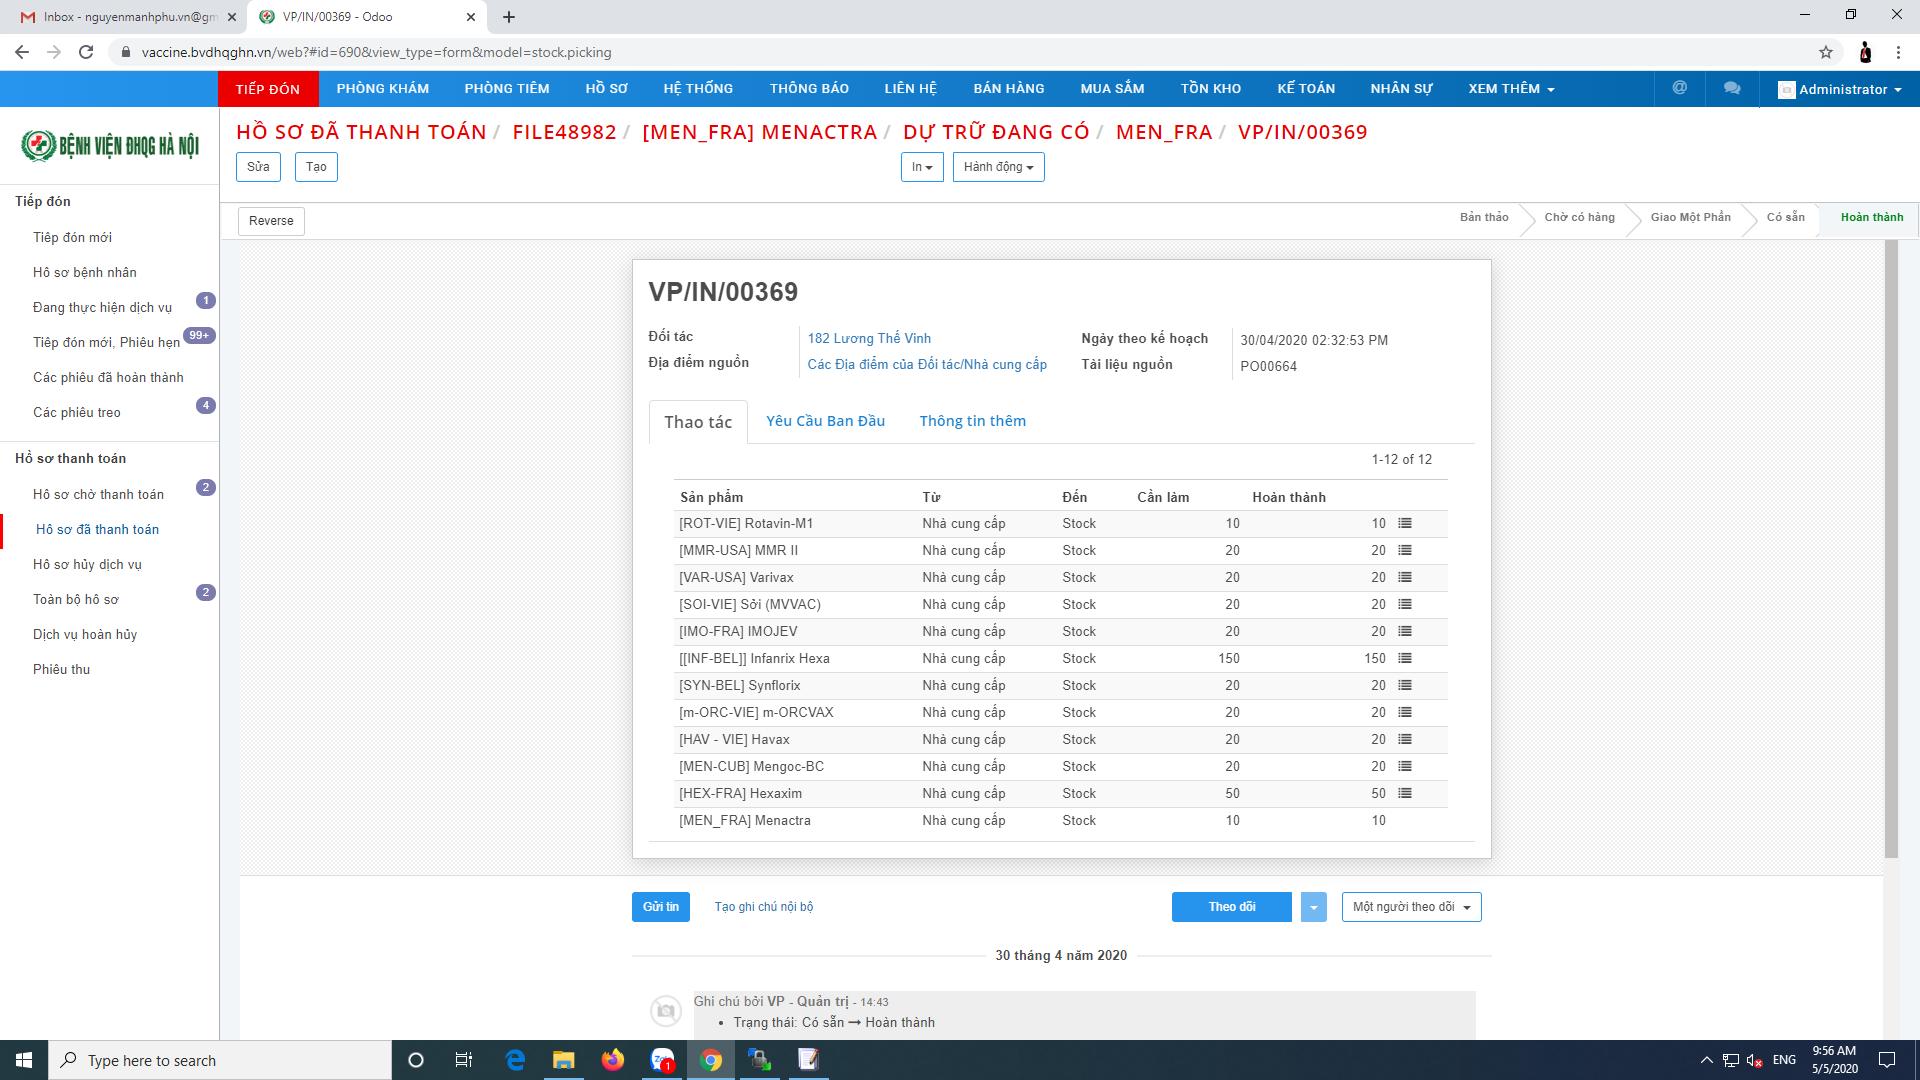 Inbox - nguyenmanhphu.vn@gm
VP/IN/00369 - Odoo
vaccine.bvdhqghn.vn/web?#id=690&view_type=form&model=stock.picking
TIẾP ĐÓN
PHÒNG KHÁM
PHÒNG TIÊM
HỒ SƠ
HỆ THỐNG
THÔNG BÁO
LIÊN HỆ
BÁN HÀNG
MUA SẮM
TỒN KHO
KẾ TOÁN
NHÂN SỰ
XEM THÊM
@
Administrator
BỆNH VIỆN ĐHQG HÀ NỘI
HỒ SƠ ĐÃ THANH TOÁN / FILE48982 / [MEN_FRA] MENACTRA / DỰ TRỮ ĐANG CÓ / MEN_FRA / VP/IN/00369
Sửa
Tạo
In
Hành động
Reverse
Bản thảo
Chờ có hàng
Giao Một Phần
Có sẵn
Hoàn thành
Tiếp đón
Tiếp đón mới
Hồ sơ bệnh nhân
Đang thực hiện dịch vụ 1
Tiếp đón mới, Phiếu hẹn 99+
Các phiếu đã hoàn thành
Các phiếu treo 4
Hồ sơ thanh toán
Hồ sơ chờ thanh toán 2
Hồ sơ đã thanh toán
Hồ sơ hủy dịch vụ
Toàn bộ hồ sơ 2
Dịch vụ hoàn hủy
Phiếu thu
VP/IN/00369
Đối tác 182 Lương Thế Vinh
Địa điểm nguồn Các Địa điểm của Đối tác/Nhà cung cấp
Ngày theo kế hoạch 30/04/2020 02:32:53 PM
Tài liệu nguồn PO00664
Thao tác
Yêu Cầu Ban Đầu
Thông tin thêm
1-12 of 12
Sản phẩm Từ Đến Cần làm Hoàn thành
[ROT-VIE] Rotavin-M1 Nhà cung cấp Stock 10 10
[MMR-USA] MMR II Nhà cung cấp Stock 20 20
[VAR-USA] Varivax Nhà cung cấp Stock 20 20
[SOI-VIE] Sởi (MVVAC) Nhà cung cấp Stock 20 20
[IMO-FRA] IMOJEV Nhà cung cấp Stock 20 20
[[INF-BEL]] Infanrix Hexa Nhà cung cấp Stock 150 150
[SYN-BEL] Synflorix Nhà cung cấp Stock 20 20
[m-ORC-VIE] m-ORCVAX Nhà cung cấp Stock 20 20
[HAV - VIE] Havax Nhà cung cấp Stock 20 20
[MEN-CUB] Mengoc-BC Nhà cung cấp Stock 20 20
[HEX-FRA] Hexaxim Nhà cung cấp Stock 50 50
[MEN_FRA] Menactra Nhà cung cấp Stock 10 10
Gửi tin
Tạo ghi chú nội bộ
Theo dõi
Một người theo dõi
30 tháng 4 năm 2020
Ghi chú bởi VP - Quản trị - 14:43
• Trạng thái: Có sẵn → Hoàn thành
Type here to search
1
ENG
9:56 AM
5/5/2020